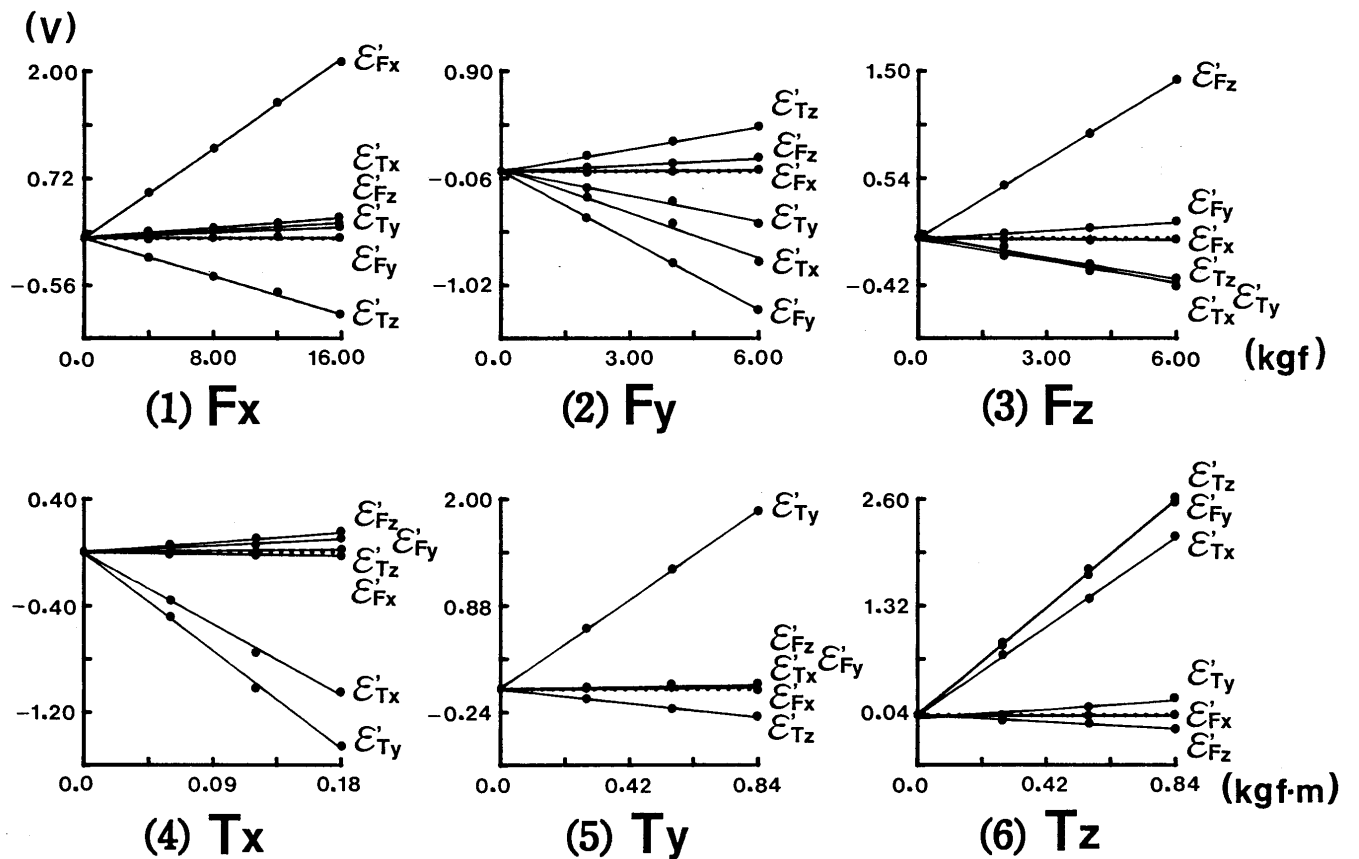 (V)
2.00
0.72
-0.56
0.0 8.00 16.00
ε'Fx
ε'Tx
ε'Fz
ε'Ty
ε'Fy
ε'Tz
(1) Fx
0.90
-0.06
-1.02
0.0 3.00 6.00
ε'Tz
ε'Fz
ε'Fx
ε'Ty
ε'Tx
ε'Fy
(2) Fy
1.50
0.54
-0.42
0.0 3.00 6.00 (kgf)
ε'Fz
ε'Fy
ε'Fx
ε'Tz
ε'Tx ε'Ty
(3) Fz
0.40
-0.40
-1.20
0.0 0.09 0.18
ε'Fz
ε'Fy
ε'Tz
ε'Fx
ε'Tx
ε'Ty
(4) Tx
2.00
0.88
-0.24
0.0 0.42 0.84
ε'Ty
ε'Fz
ε'Tx ε'Fy
ε'Fx
ε'Tz
(5) Ty
2.60
1.32
0.04
0.0 0.42 0.84 (kgf·m)
ε'Tz
ε'Fy
ε'Tx
ε'Ty
ε'Fx
ε'Fz
(6) Tz